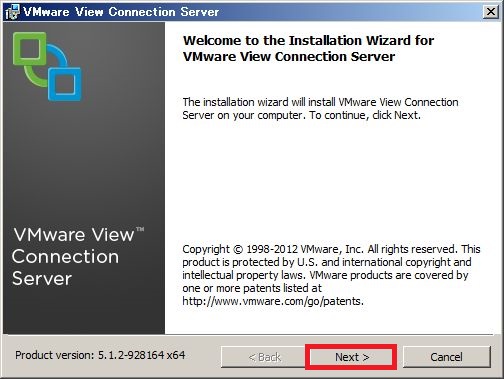 VMware View Connection Server
Welcome to the Installation Wizard for
VMware View Connection Server
The installation wizard will install VMware View Connection
Server on your computer. To continue, click Next.
VMware View™
Connection
Server
Copyright © 1998-2012 VMware, Inc. All rights reserved. This
product is protected by U.S. and international copyright and
intellectual property laws. VMware products are covered by
one or more patents listed at
http://www.vmware.com/go/patents.
Product version: 5.1.2-928164 x64
< Back
Next >
Cancel